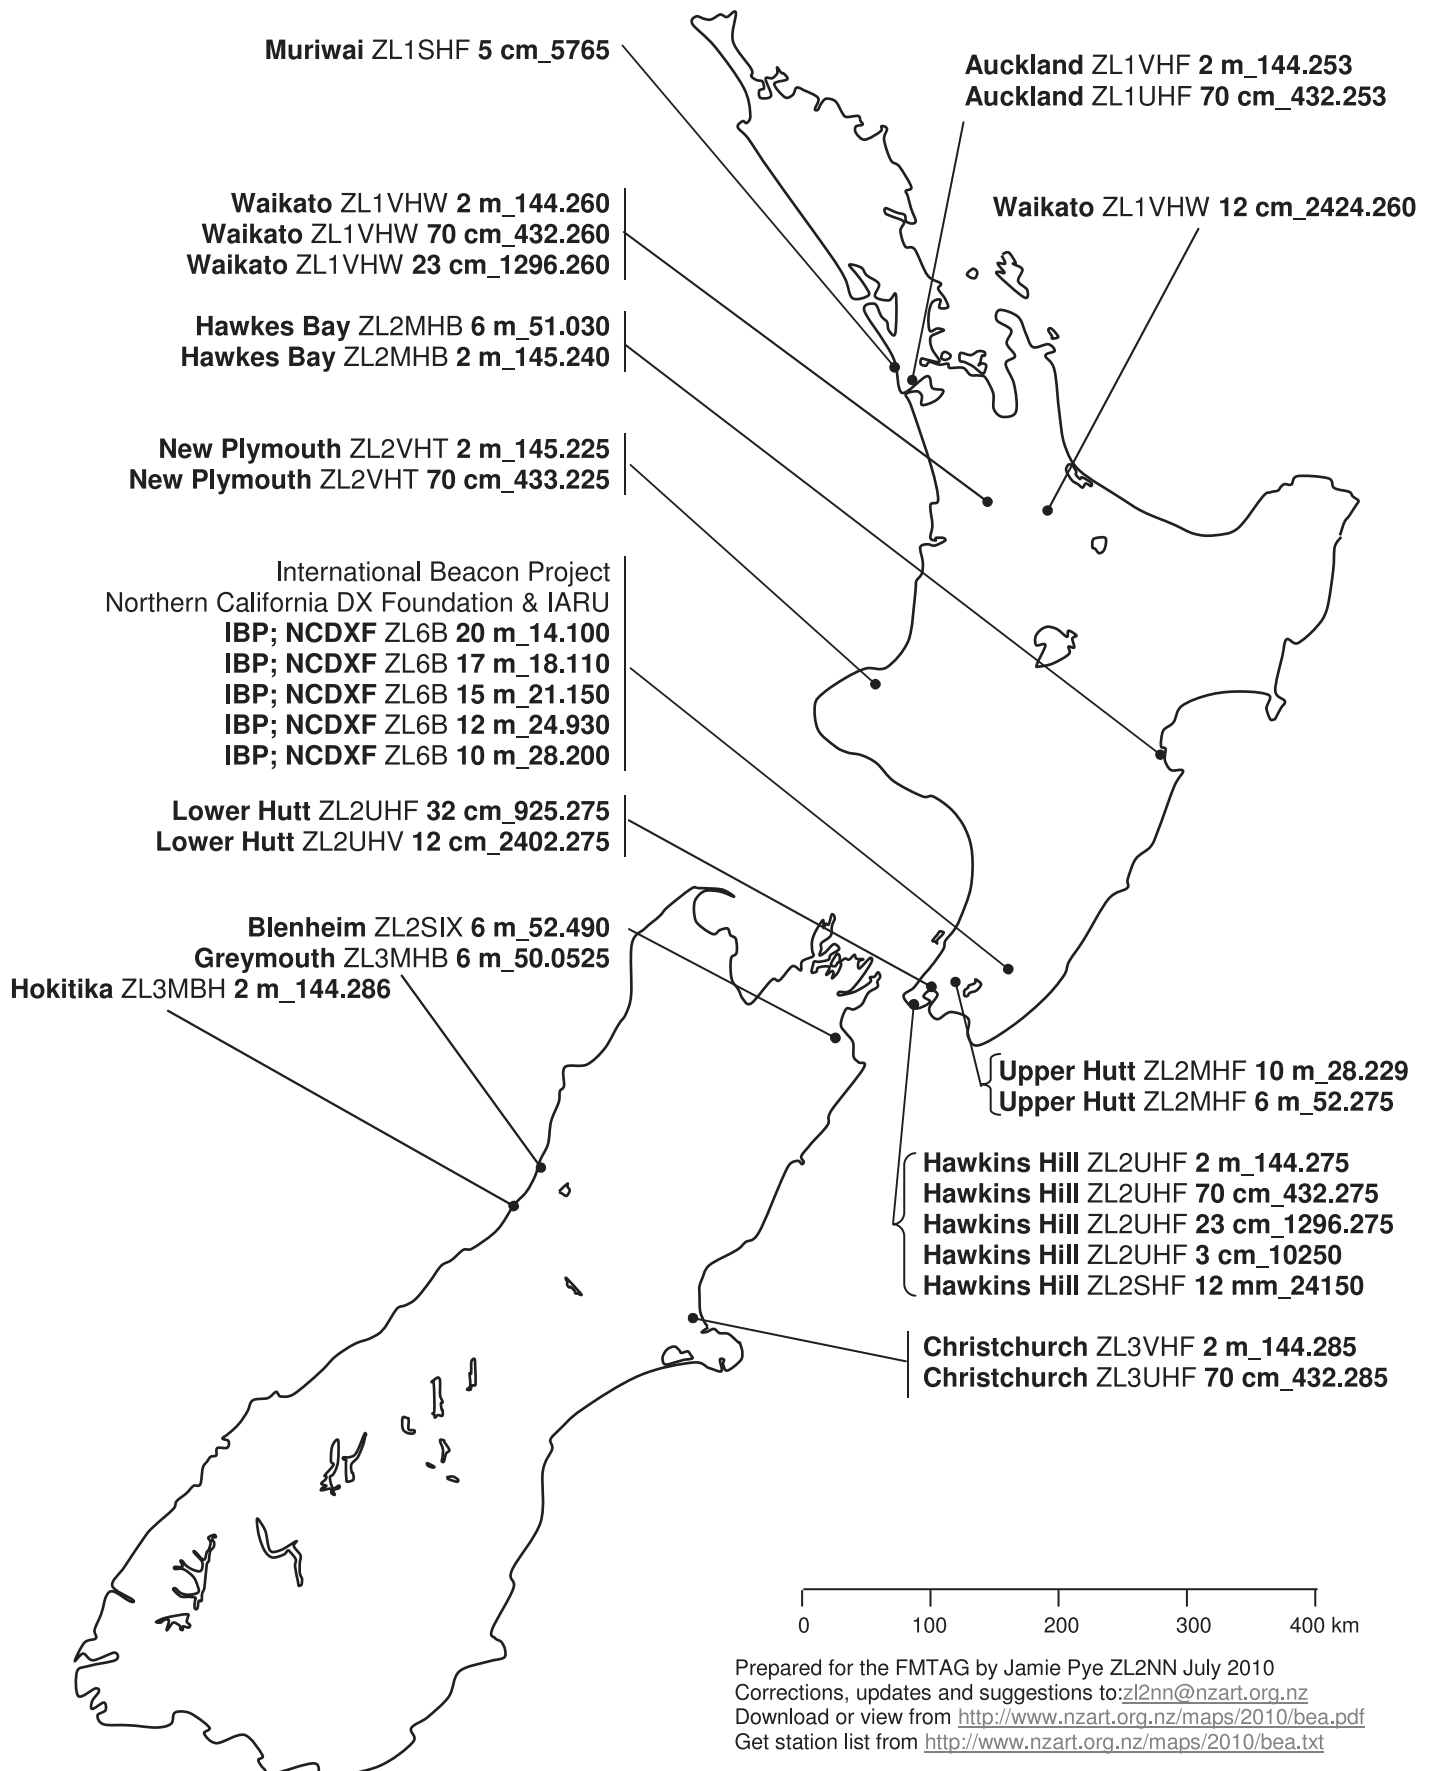 Muriwai ZL1SHF 5 cm_5765
Auckland ZL1VHF 2 m_144.253
Auckland ZL1UHF 70 cm_432.253
Waikato ZL1VHW 2 m_144.260
Waikato ZL1VHW 70 cm_432.260
Waikato ZL1VHW 23 cm_1296.260
Waikato ZL1VHW 12 cm_2424.260
Hawkes Bay ZL2MHB 6 m_51.030
Hawkes Bay ZL2MHB 2 m_145.240
New Plymouth ZL2VHT 2 m_145.225
New Plymouth ZL2VHT 70 cm_433.225
International Beacon Project
Northern California DX Foundation & IARU
IBP; NCDXF ZL6B 20 m_14.100
IBP; NCDXF ZL6B 17 m_18.110
IBP; NCDXF ZL6B 15 m_21.150
IBP; NCDXF ZL6B 12 m_24.930
IBP; NCDXF ZL6B 10 m_28.200
Lower Hutt ZL2UHF 32 cm_925.275
Lower Hutt ZL2UHV 12 cm_2402.275
Blenheim ZL2SIX 6 m_52.490
Greymouth ZL3MHB 6 m_50.0525
Hokitika ZL3MBH 2 m_144.286
Upper Hutt ZL2MHF 10 m_28.229
Upper Hutt ZL2MHF 6 m_52.275
Hawkins Hill ZL2UHF 2 m_144.275
Hawkins Hill ZL2UHF 70 cm_432.275
Hawkins Hill ZL2UHF 23 cm_1296.275
Hawkins Hill ZL2UHF 3 cm_10250
Hawkins Hill ZL2SHF 12 mm_24150
Christchurch ZL3VHF 2 m_144.285
Christchurch ZL3UHF 70 cm_432.285
0 100 200 300 400 km
Prepared for the FMTAG by Jamie Pye ZL2NN July 2010
Corrections, updates and suggestions to:zl2nn@nzart.org.nz
Download or view from http://www.nzart.org.nz/maps/2010/bea.pdf
Get station list from http://www.nzart.org.nz/maps/2010/bea.txt